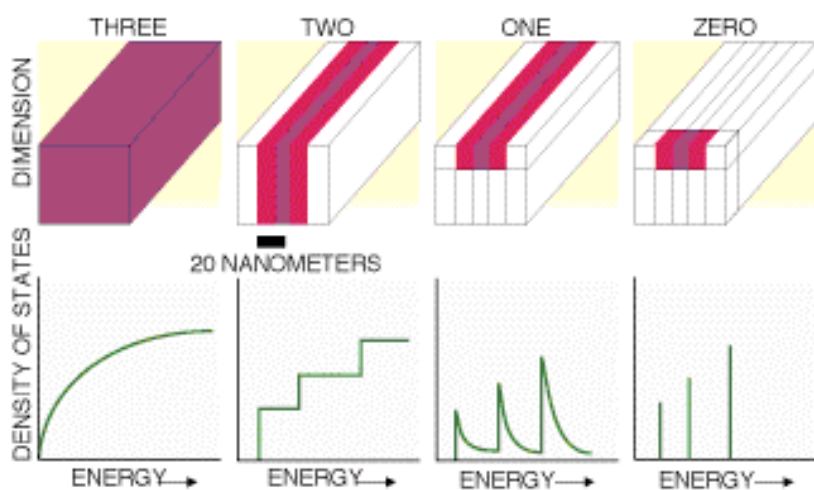 THREE
TWO
ONE
ZERO
DIMENSION
20 NANOMETERS
DENSITY OF STATES
ENERGY
ENERGY
ENERGY
ENERGY